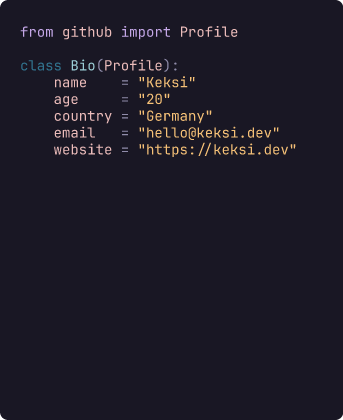 from github import Profile

class Bio(Profile):
    name    = "Keksi"
    age     = "20"
    country = "Germany"
    email   = "hello@keksi.dev"
    website = "https://keksi.dev"